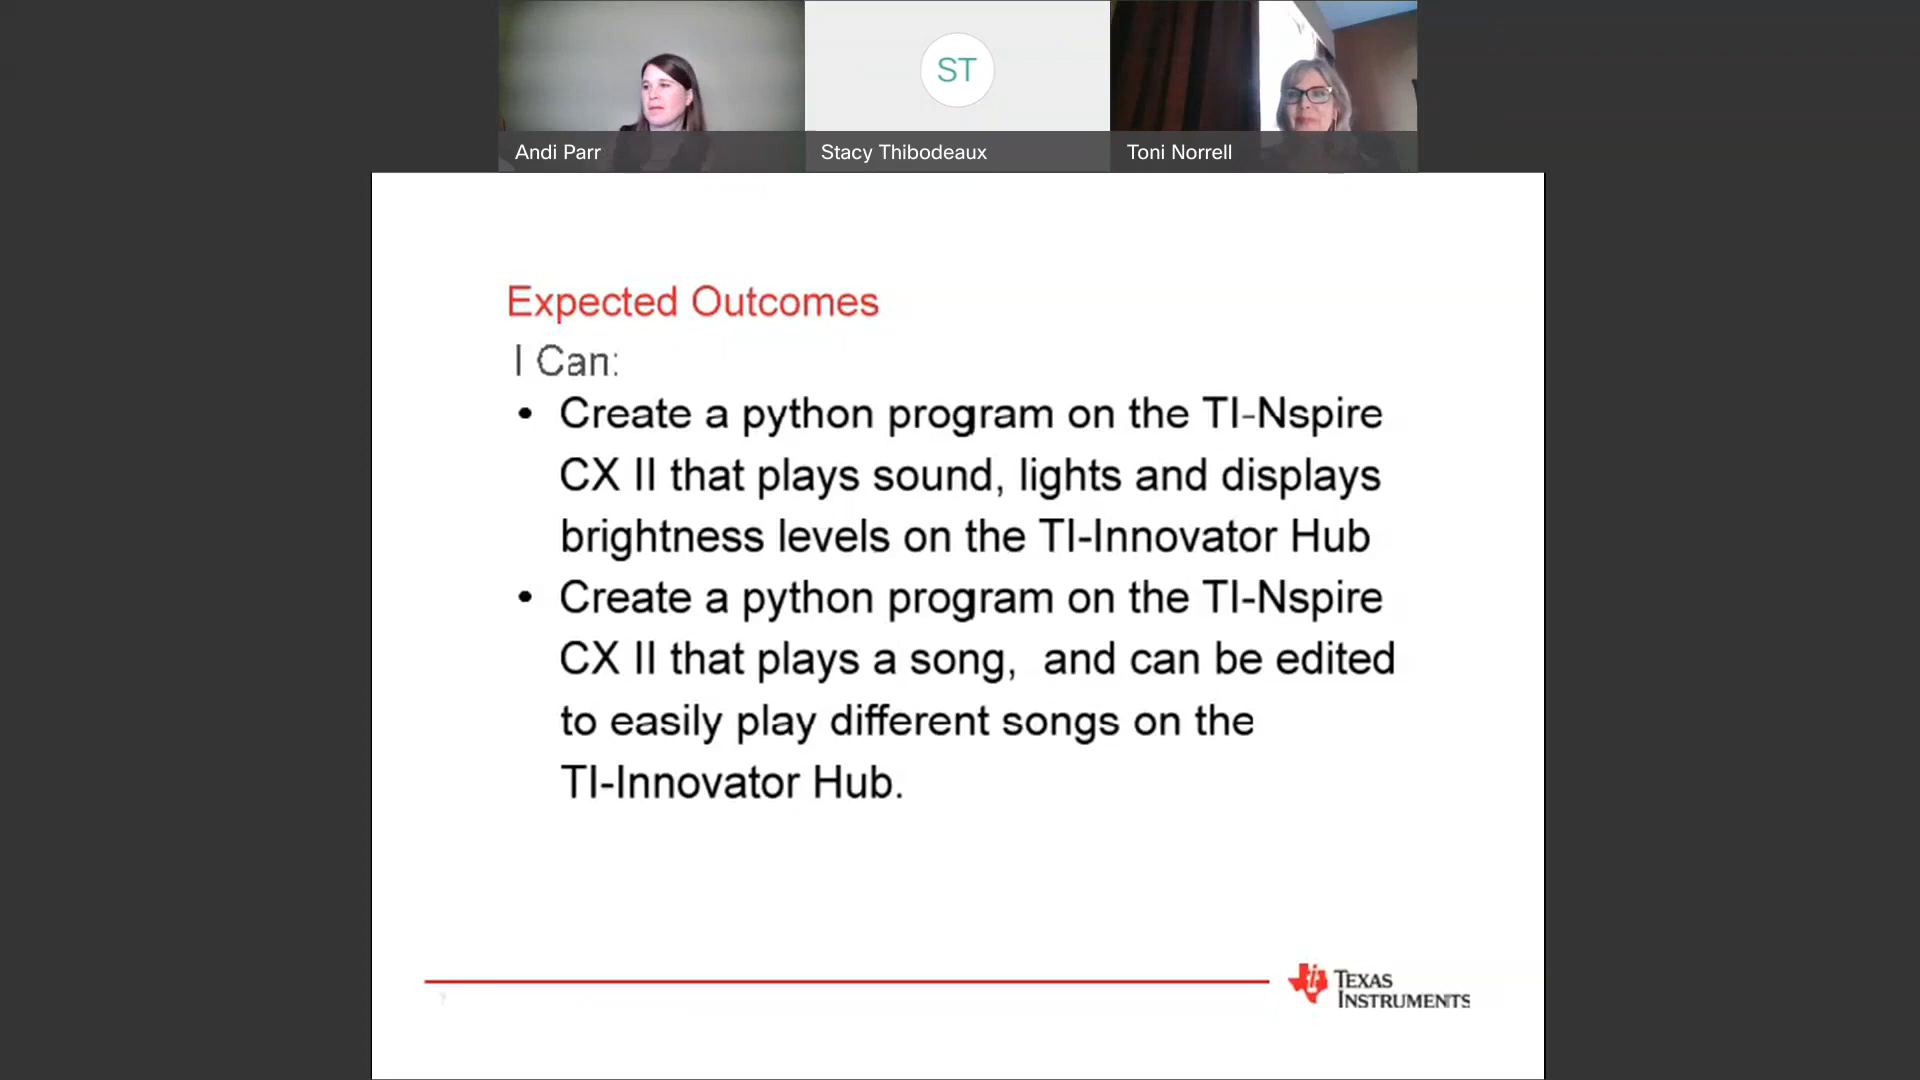 ST
Andi Parr
Stacy Thibodeaux
Toni Norrell
Expected Outcomes
I Can:
• Create a python program on the TI-Nspire
CX II that plays sound, lights and displays
brightness levels on the TI-Innovator Hub
• Create a python program on the TI-Nspire
CX II that plays a song,  and can be edited
to easily play different songs on the
TI-Innovator Hub.
TEXAS
INSTRUMENTS